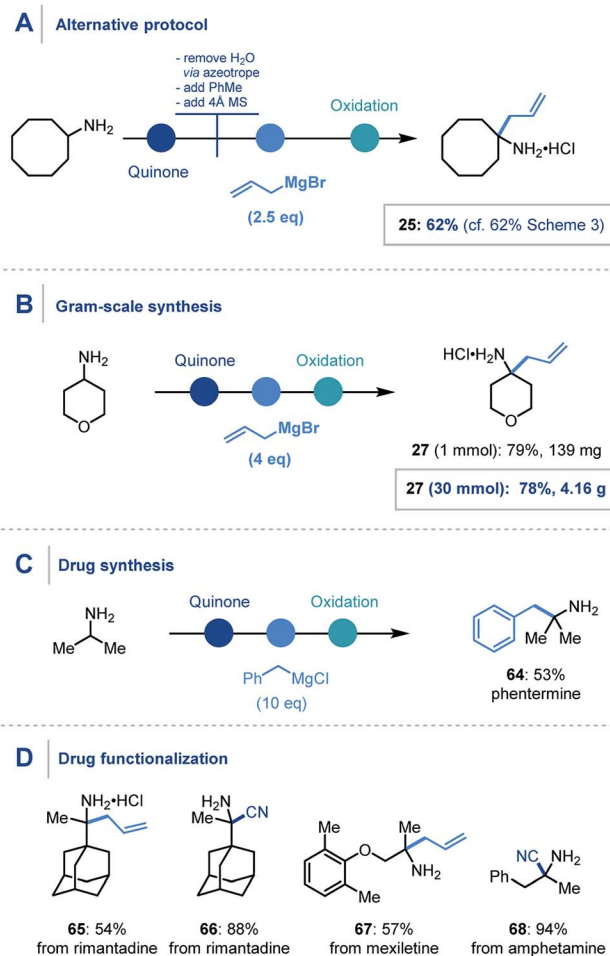 A Alternative protocol
- remove H₂O
via azeotrope
- add PhMe
- add 4Å MS
Oxidation
NH₂
Quinone
MgBr
(2.5 eq)
NH₂•HCl
25: 62% (cf. 62% Scheme 3)
B Gram-scale synthesis
NH₂
O
Quinone
Oxidation
MgBr
(4 eq)
HCl•H₂N
O
27 (1 mmol): 79%, 139 mg
27 (30 mmol): 78%, 4.16 g
C Drug synthesis
NH₂
Me Me
Quinone
Oxidation
Ph MgCl
(10 eq)
NH₂
Me Me
64: 53%
phentermine
D Drug functionalization
NH₂•HCl
Me
65: 54%
from rimantadine
H₂N
Me CN
66: 88%
from rimantadine
Me
O
Me
Me
NH₂
67: 57%
from mexiletine
NC NH₂
Ph Me
68: 94%
from amphetamine